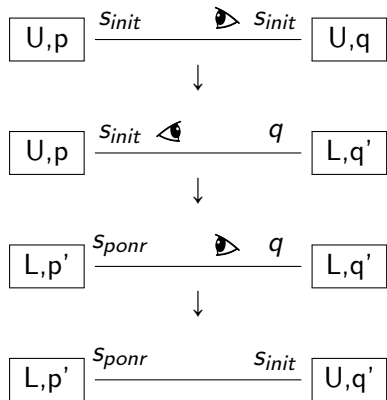 U,p s_init s_init U,q
↓
U,p s_init q L,q'
↓
L,p' s_ponr q L,q'
↓
L,p' s_ponr s_init U,q'